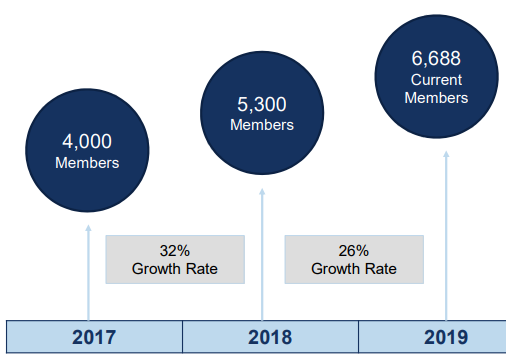 6,688
Current
Members
5,300
Members
4,000
Members
32%
Growth Rate
26%
Growth Rate
2017
2018
2019